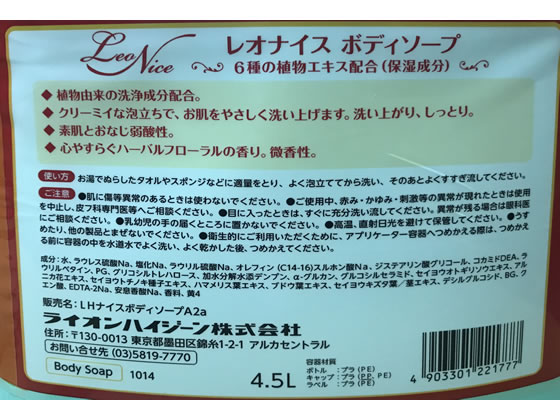 Leo Nice
レオナイス ボディソープ
6種の植物エキス配合（保湿成分）
◆ 植物由来の洗浄成分配合。
◆ クリーミィな泡立ちで、お肌をやさしく洗い上げます。洗い上がり、しっとり。
◆ 素肌とおなじ弱酸性。
◆ 心やすらぐハーバルフローラルの香り。微香性。
使い方 お湯でぬらしたタオルやスポンジなどに適量をとり、よく泡立ててから洗い、そのあとよくすすぎ流してください。
ご注意 ●肌に傷等異常のあるときは使わないでください。●ご使用中、赤み・かゆみ・刺激等の異常が現れたときは使用
を中止し、皮フ科専門医等へご相談ください。●目に入ったときは、すぐに充分洗い流してください。異常が残る場合は眼科医
にご相談ください。●乳幼児の手の届くところに置かないでください。●高温、直射日光を避けて保管してください。●うす
めたり、他の製品とまぜないでください。●衛生的にご利用いただくために、アプリケーター容器へつめかえる際は、つめかえ
る前に容器の中を水道水でよく洗い、よく乾かした後、つめかえてください。
成分：水、ラウレス硫酸Na、塩化Na、ラウリル硫酸Na、オレフィン（C14-16）スルホン酸Na、ジステアリン酸グリコール、コカミドDEA、ラ
ウリルベタイン、PG、グリコシルトレハロース、加水分解水添デンプン、α-グルカン、グルコシルセラミド、セイヨウオトギリソウエキス、アル
ニカ花エキス、セイヨウトチノキ種子エキス、ハマメリス葉エキス、ブドウ葉エキス、セイヨウキズタ葉／茎エキス、デシルグルコシド、BG、ク
エン酸、EDTA-2Na、安息香酸Na、香料、黄4
販売名：LHナイスボディソープA2a
ライオンハイジーン株式会社
住所：〒130-0013 東京都墨田区錦糸1-2-1 アルカセントラル
お問い合せ先 (03)5819-7770
Body Soap 1014
4.5L
容器材質
ボトル：プラ（PE）
キャップ：プラ（PP、PE）
ラベル：プラ（PE）
4 903301 221777